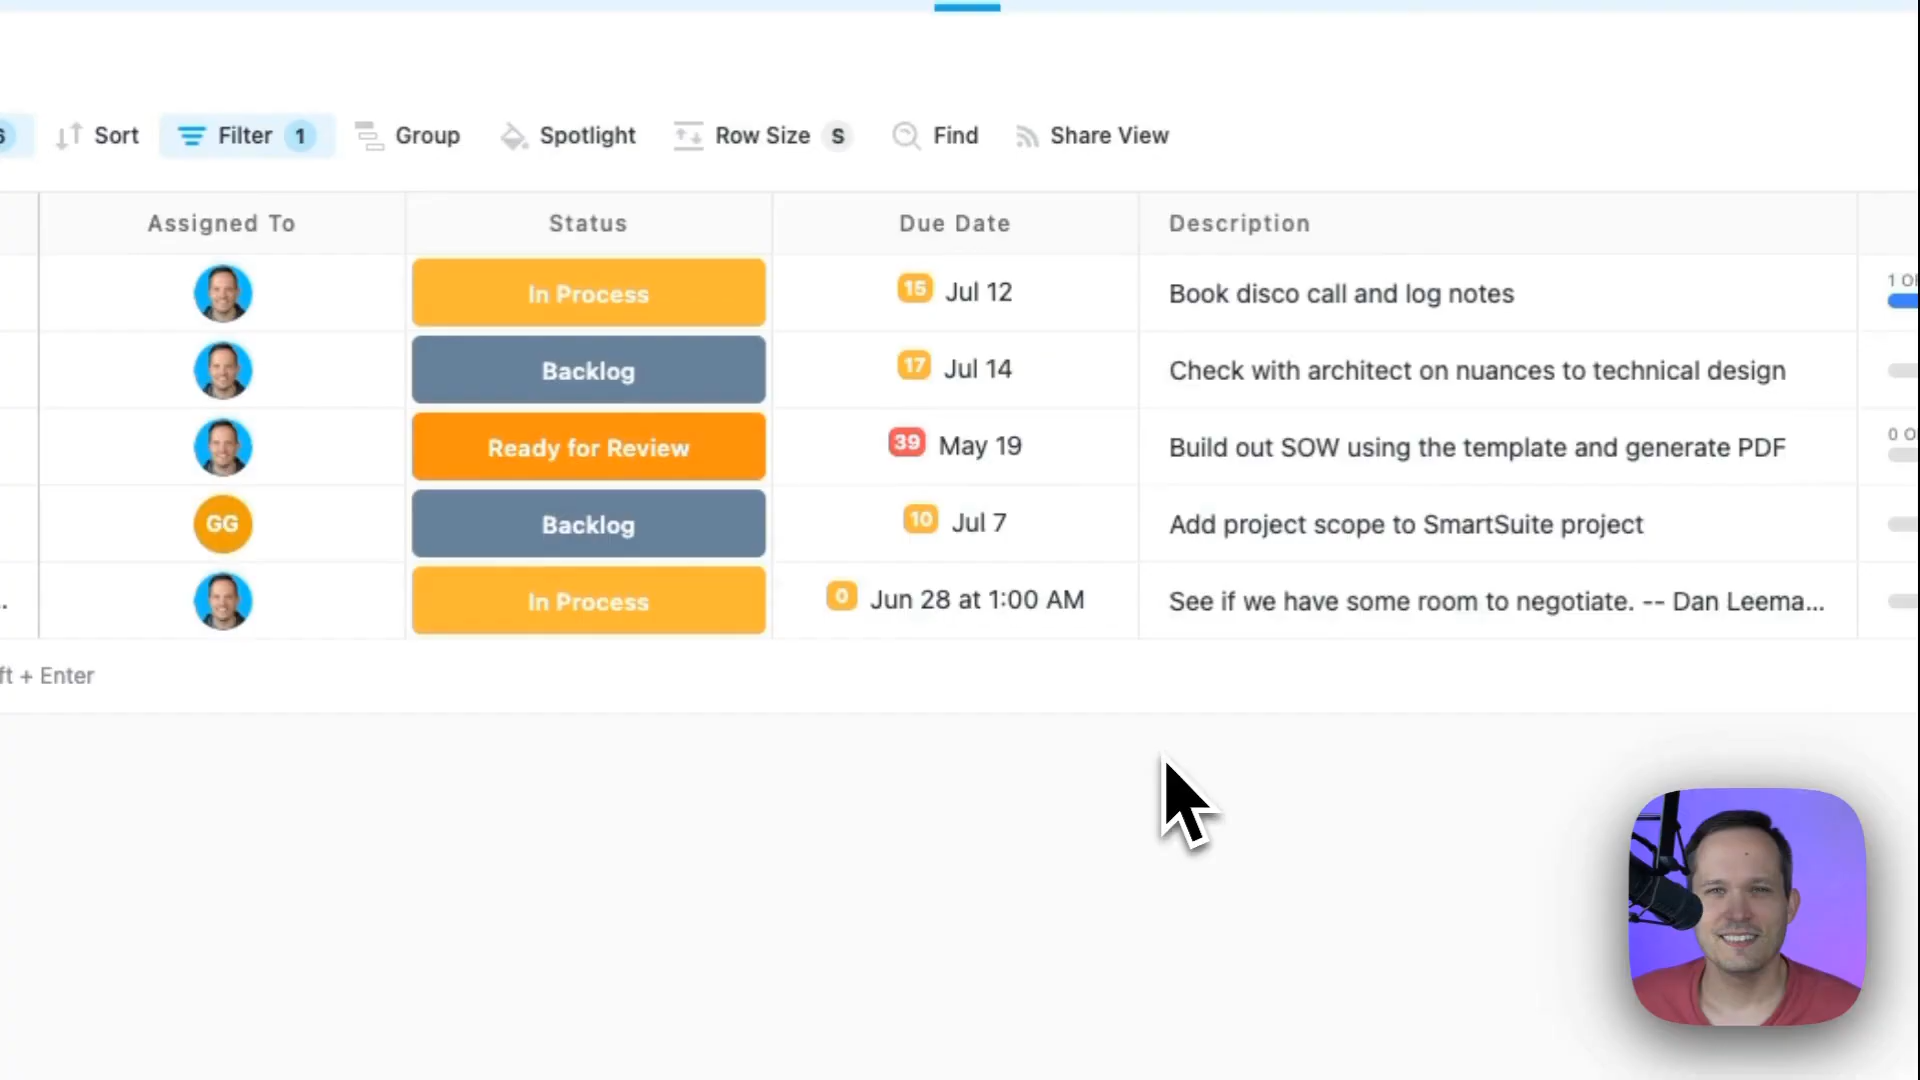 6 Sort Filter 1 Group Spotlight Row Size S Find Share View
Assigned To Status Due Date Description
In Process 15 Jul 12 Book disco call and log notes 1 O
Backlog 17 Jul 14 Check with architect on nuances to technical design
Ready for Review 39 May 19 Build out SOW using the template and generate PDF 0 O
GG Backlog 10 Jul 7 Add project scope to SmartSuite project
.. In Process 0 Jun 28 at 1:00 AM See if we have some room to negotiate. -- Dan Leema...
ft + Enter